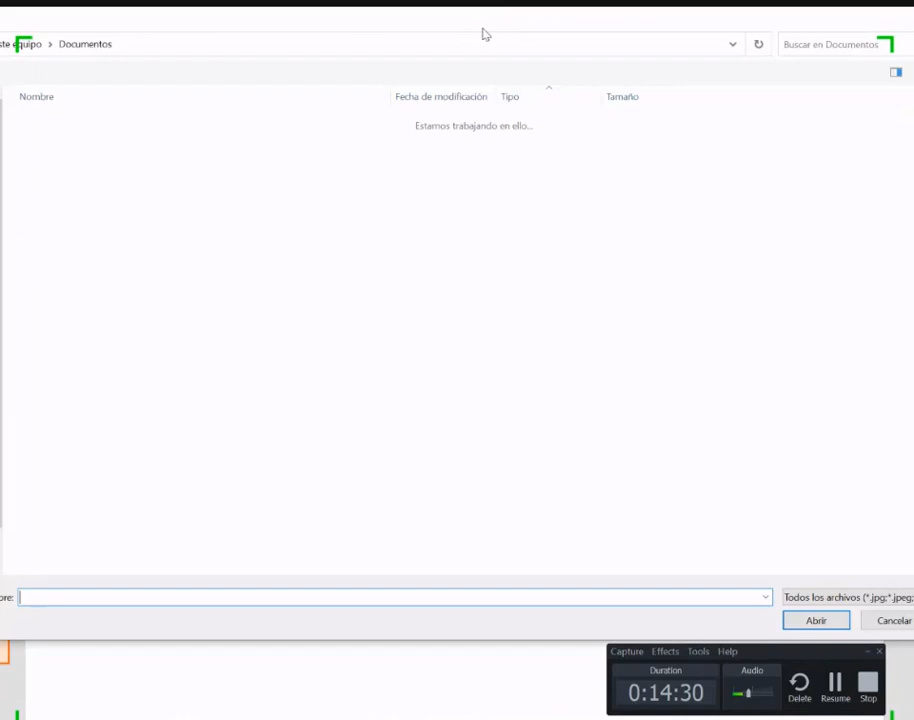 ste equipo > Documentos
Buscar en Documentos
Nombre
Fecha de modificación
Tipo
Tamaño
Estamos trabajando en ello...
bre:
Todos los archivos (*.jpg;*.jpeg;
Abrir
Cancelar
Capture Effects Tools Help
Duration
Audio
0:14:30
Delete
Resume
Stop